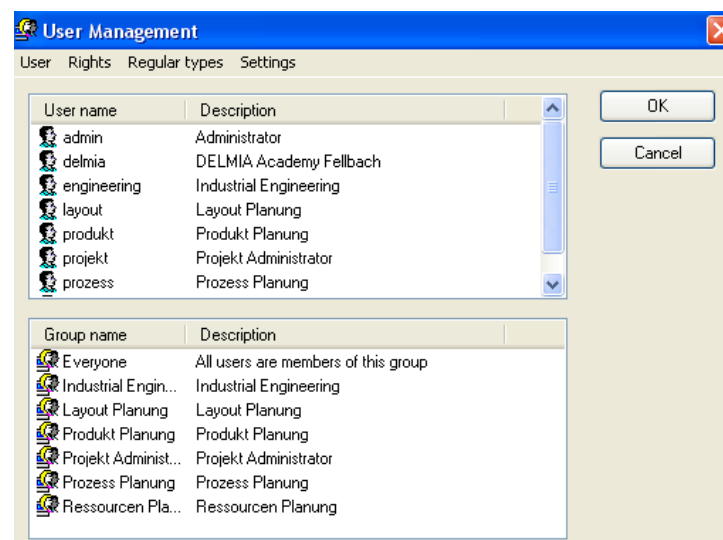 User Management
User Rights Regular types Settings
User name Description
admin Administrator
delmia DELMIA Academy Fellbach
engineering Industrial Engineering
layout Layout Planung
produkt Produkt Planung
projekt Projekt Administrator
prozess Prozess Planung
OK
Cancel
Group name Description
Everyone All users are members of this group
Industrial Engin... Industrial Engineering
Layout Planung Layout Planung
Produkt Planung Produkt Planung
Projekt Administ... Projekt Administrator
Prozess Planung Prozess Planung
Ressourcen Pla... Ressourcen Planung